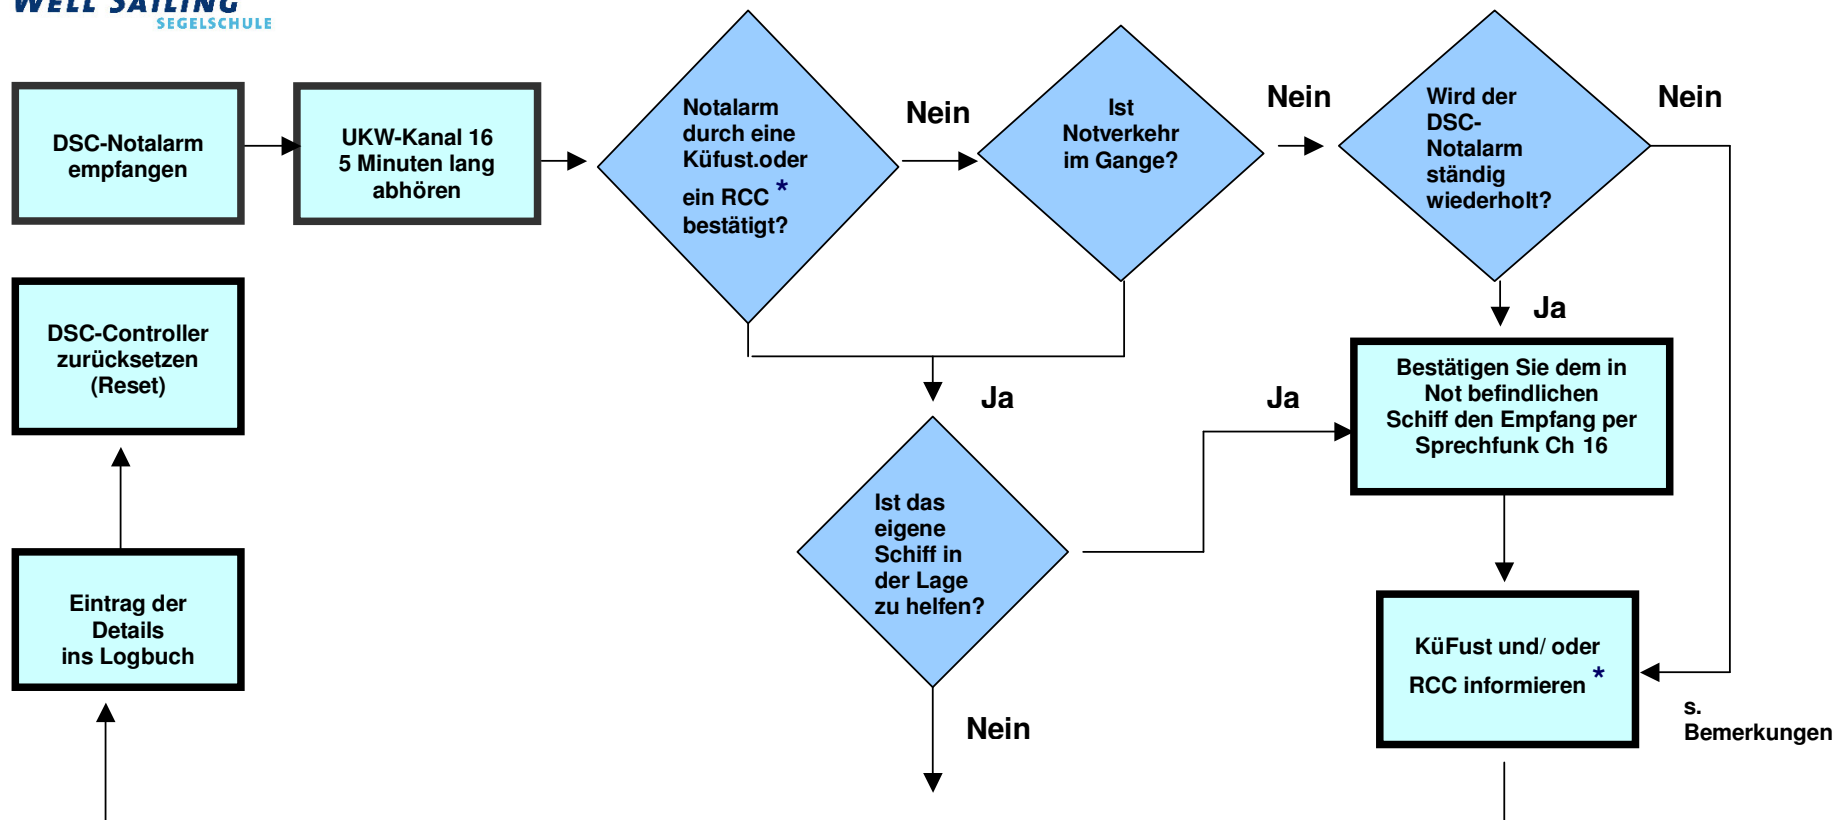 WELL SAILING
SEGELSCHULE
DSC-Notalarm
empfangen
UKW-Kanal 16
5 Minuten lang
abhören
Notalarm
durch eine
Küfust.oder
ein RCC *
bestätigt?
Nein
Ist
Notverkehr
im Gange?
Nein
Wird der
DSC-
Notalarm
ständig
wiederholt?
Nein
Ja
DSC-Controller
zurücksetzen
(Reset)
Ja
Ja
Bestätigen Sie dem in
Not befindlichen
Schiff den Empfang per
Sprechfunk Ch 16
Ist das
eigene
Schiff in
der Lage
zu helfen?
Eintrag der
Details
ins Logbuch
KüFust und/ oder
RCC informieren *
Nein
s.
Bemerkungen